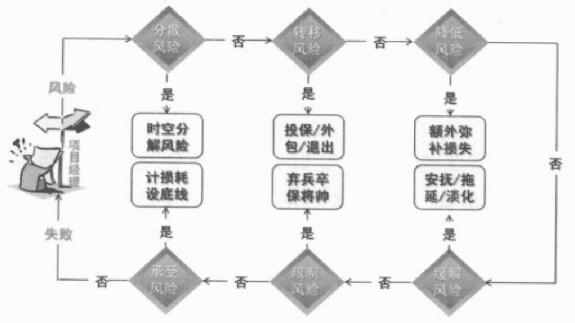 分散
风险
否
转移
风险
否
降低
风险
风险
是
是
是
时空分
解风险
投保/外
包/退出
额外弥
补损失
项目经理
否
计损耗
设底线
弃兵卒
保将帅
安抚/拖
延/淡化
失败
是
是
是
否
承受
风险
否
限制
风险
否
缓解
风险